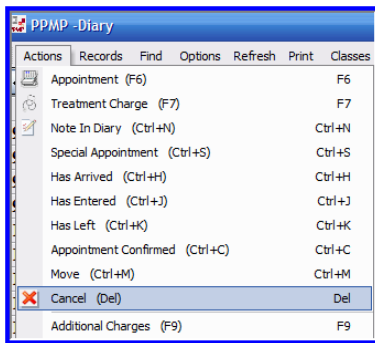 PPMP -Diary
Actions Records Find Options Refresh Print Classes
Appointment (F6) F6
Treatment Charge (F7) F7
Note In Diary (Ctrl+N) Ctrl+N
Special Appointment (Ctrl+S) Ctrl+S
Has Arrived (Ctrl+H) Ctrl+H
Has Entered (Ctrl+J) Ctrl+J
Has Left (Ctrl+K) Ctrl+K
Appointment Confirmed (Ctrl+C) Ctrl+C
Move (Ctrl+M) Ctrl+M
Cancel (Del) Del
Additional Charges (F9) F9